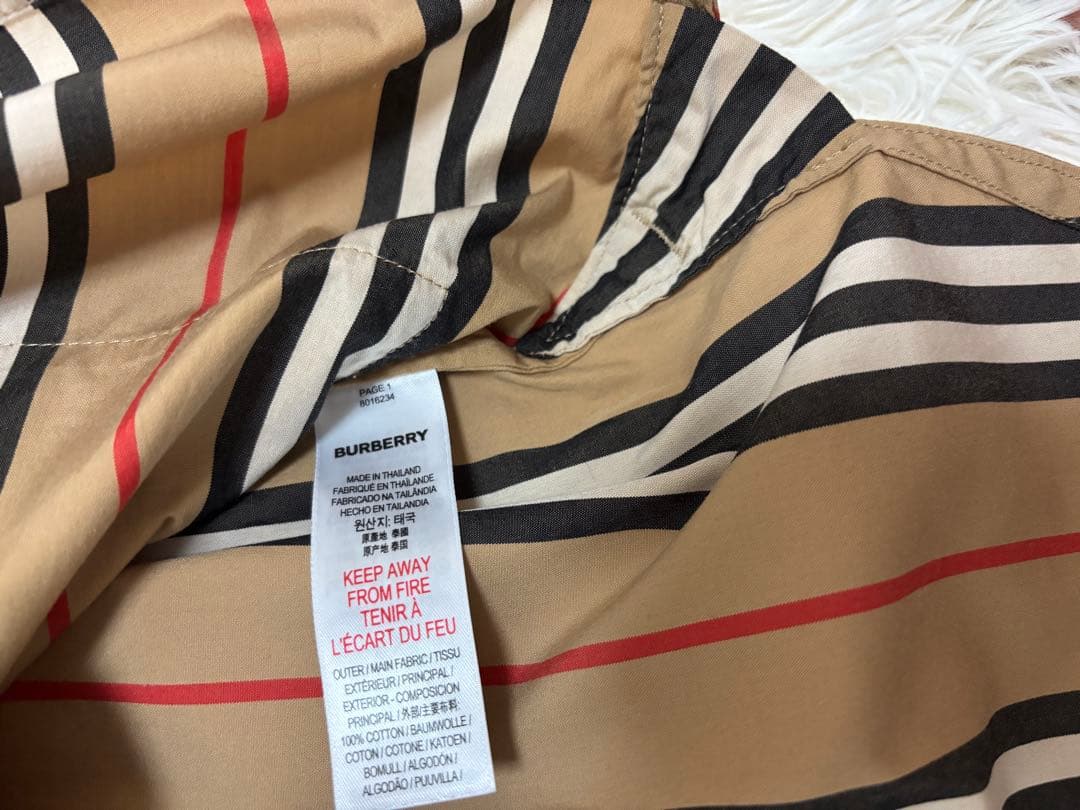 PAGE 1
8016234
BURBERRY
MADE IN THAILAND
FABRIQUÉ EN THAÏLANDE
FABRICADO NA TAILÂNDIA
HECHO EN TAILANDIA
원산지: 태국
原產地 泰國
原产地 泰国
KEEP AWAY
FROM FIRE
TENIR À
L'ÉCART DU FEU
OUTER / MAIN FABRIC / TISSU
EXTÉRIEUR / PRINCIPAL /
EXTERIOR - COMPOSICION
PRINCIPAL / 外部/主要布料:
100% COTTON / BAUMWOLLE /
COTON / COTONE / KATOEN /
BOMULL / ALGODÓN /
ALGODÃO / PUUVILLA /